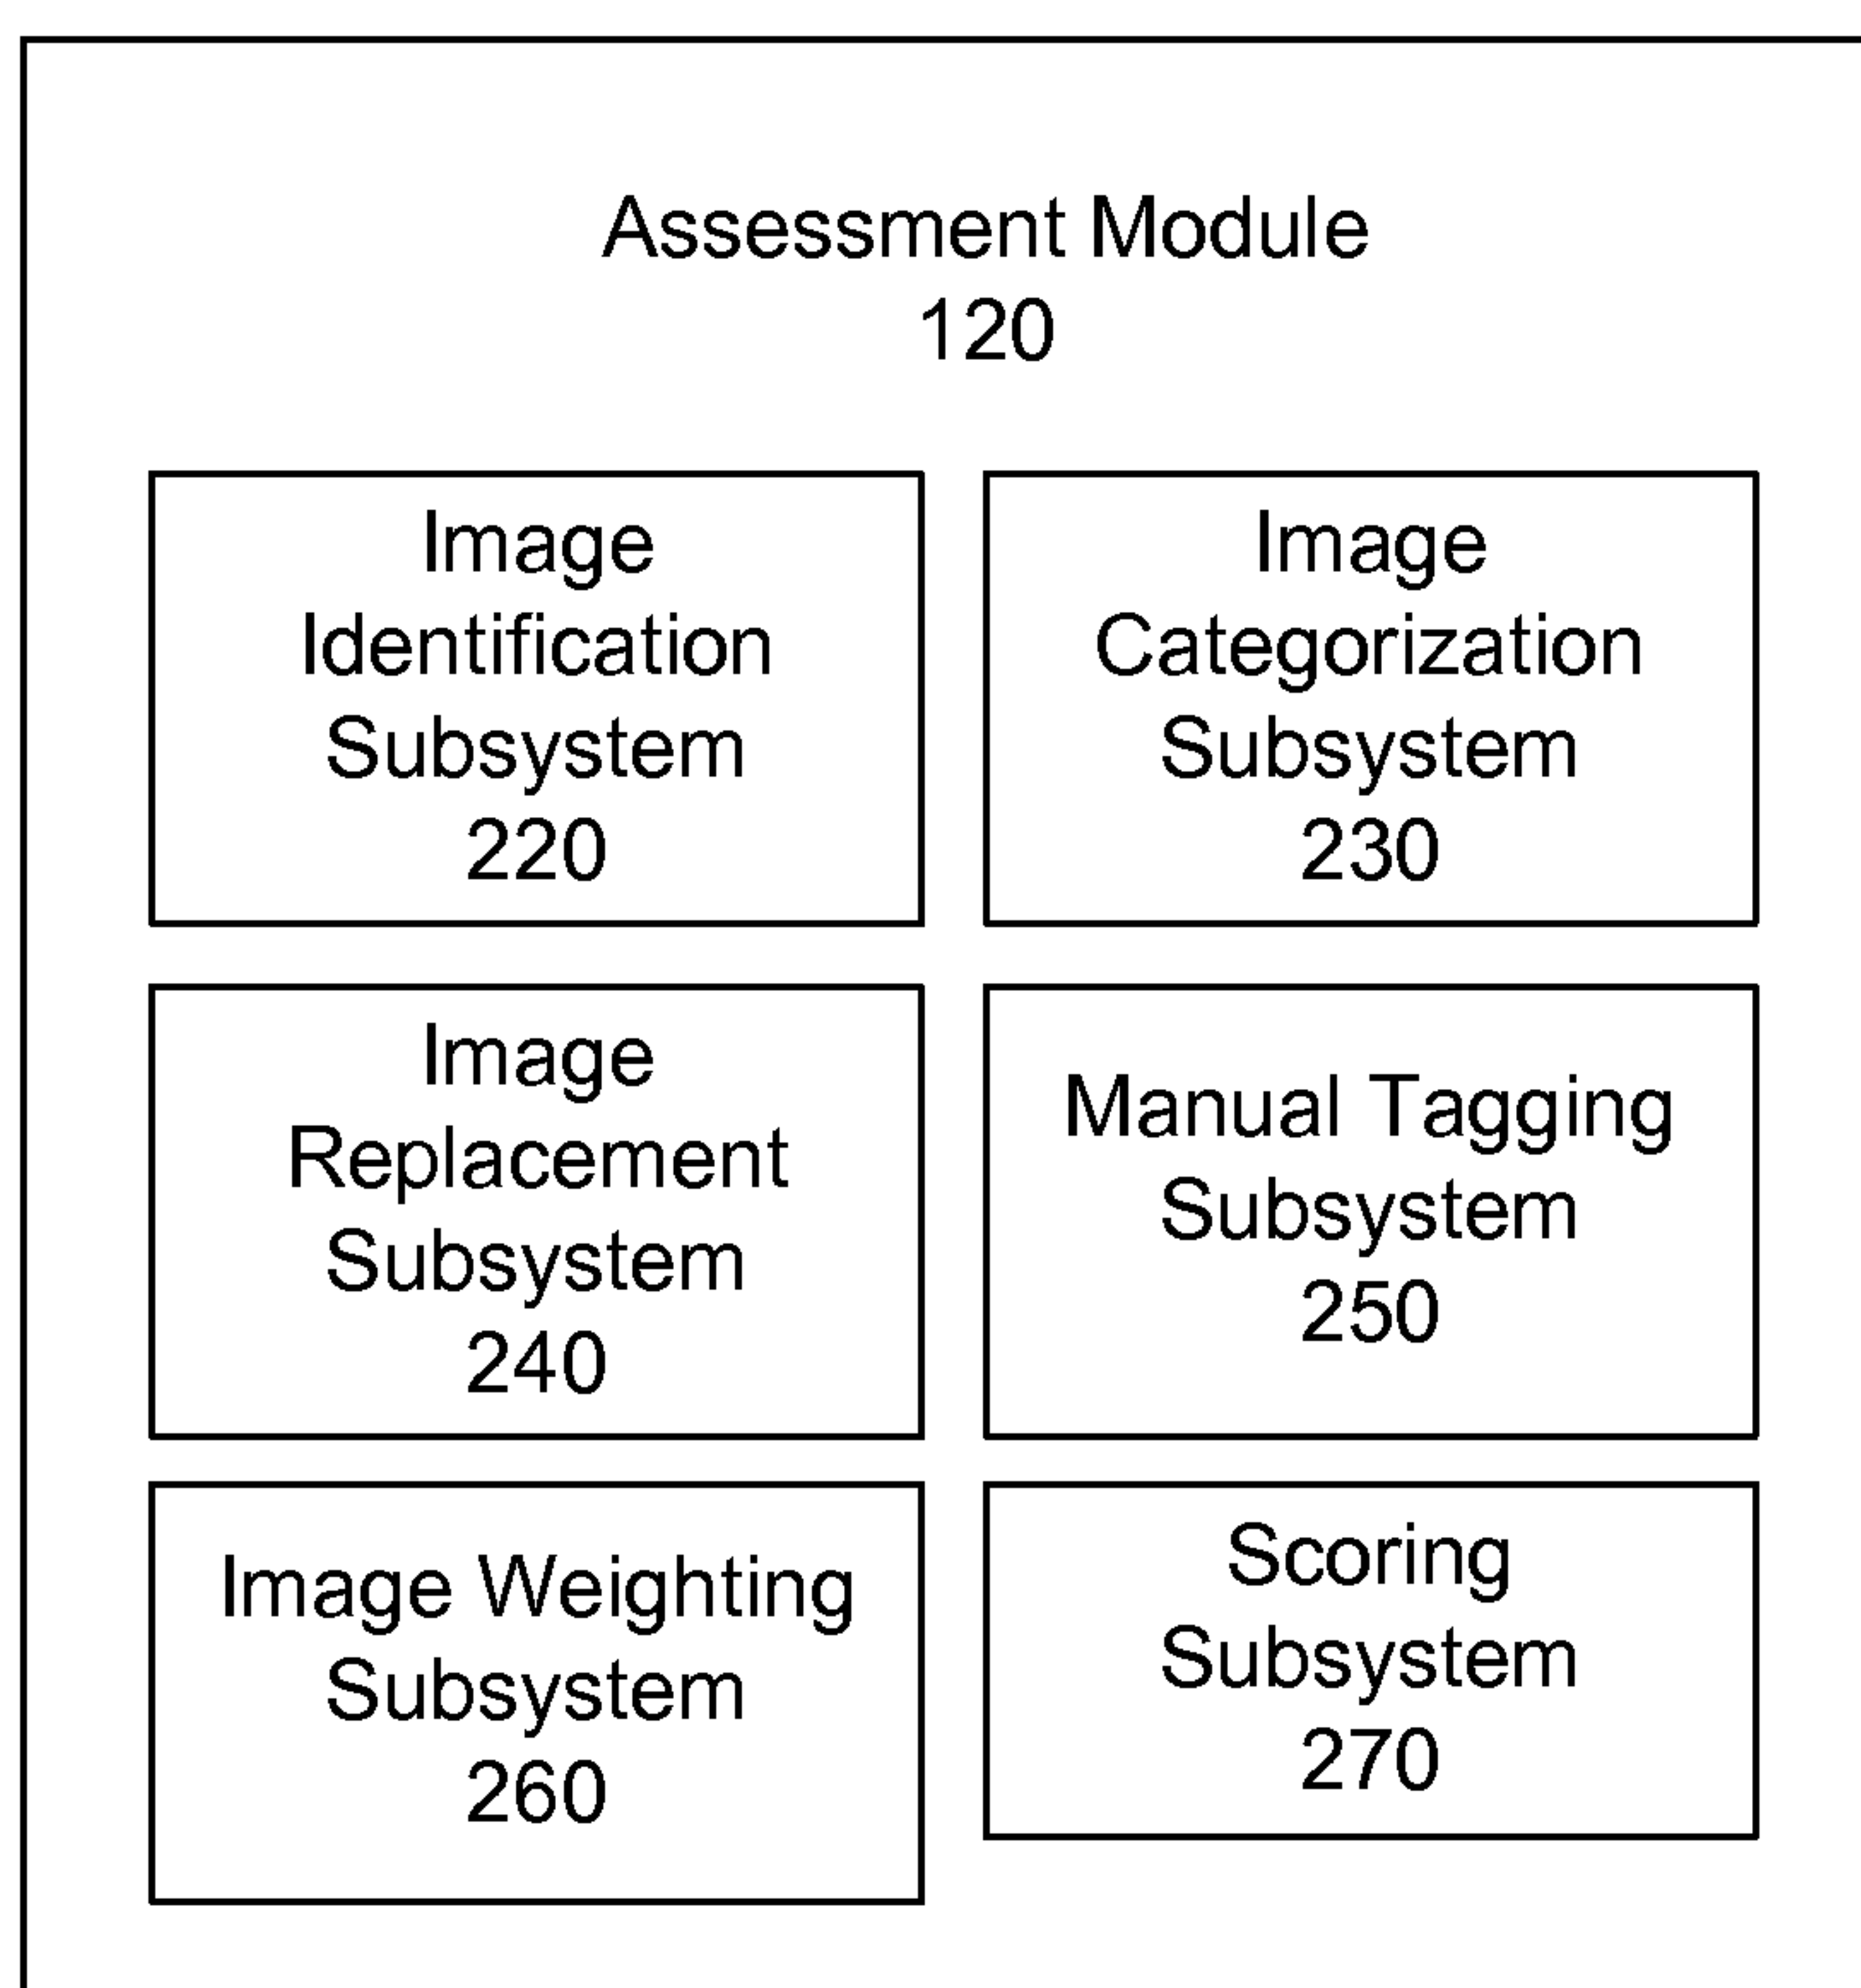 Assessment Module
120
Image
Identification
Subsystem
220
Image
Categorization
Subsystem
230
Image
Replacement
Subsystem
240
Manual Tagging
Subsystem
250
Image Weighting
Subsystem
260
Scoring
Subsystem
270